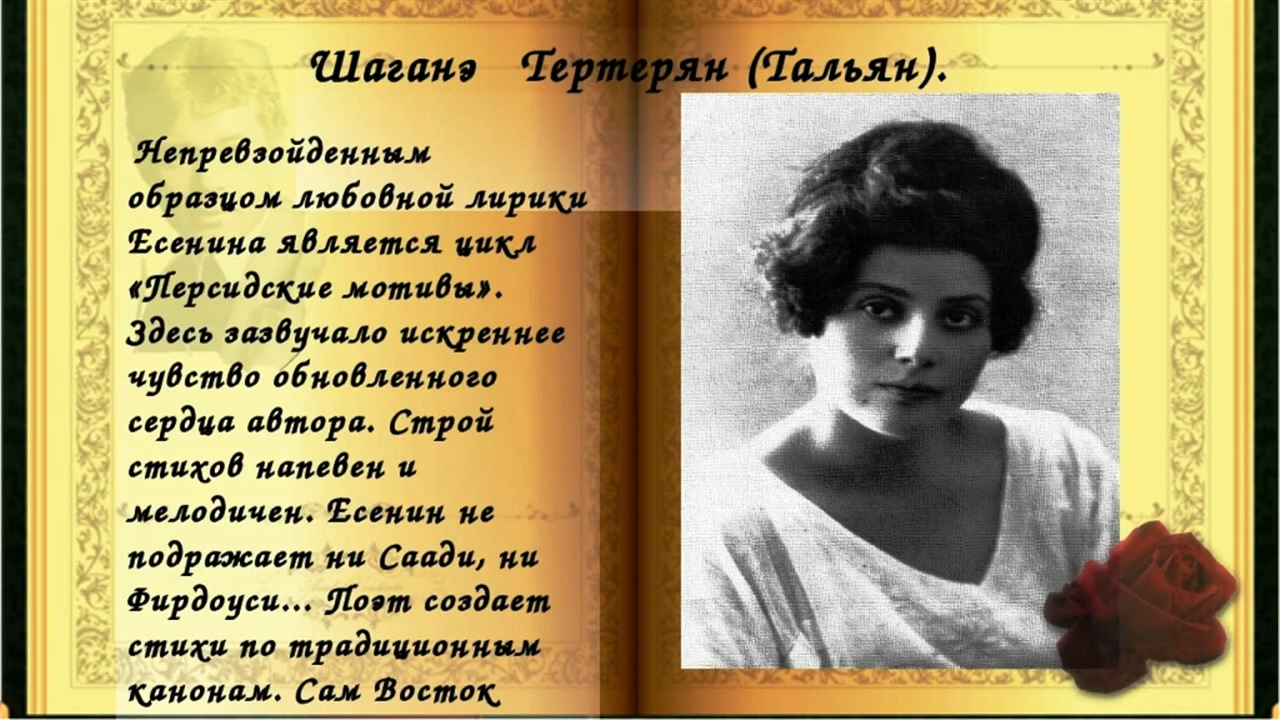 Шаганэ Тертерян (Тальян).
Непревзойденным
образцом любовной лирики
Есенина является цикл
«Персидские мотивы».
Здесь зазвучало искреннее
чувство обновленного
сердца автора. Строй
стихов напевен и
мелодичен. Есенин не
подражает ни Саади, ни
Фирдоуси... Поэт создает
стихи по традиционным
канонам. Сам Восток